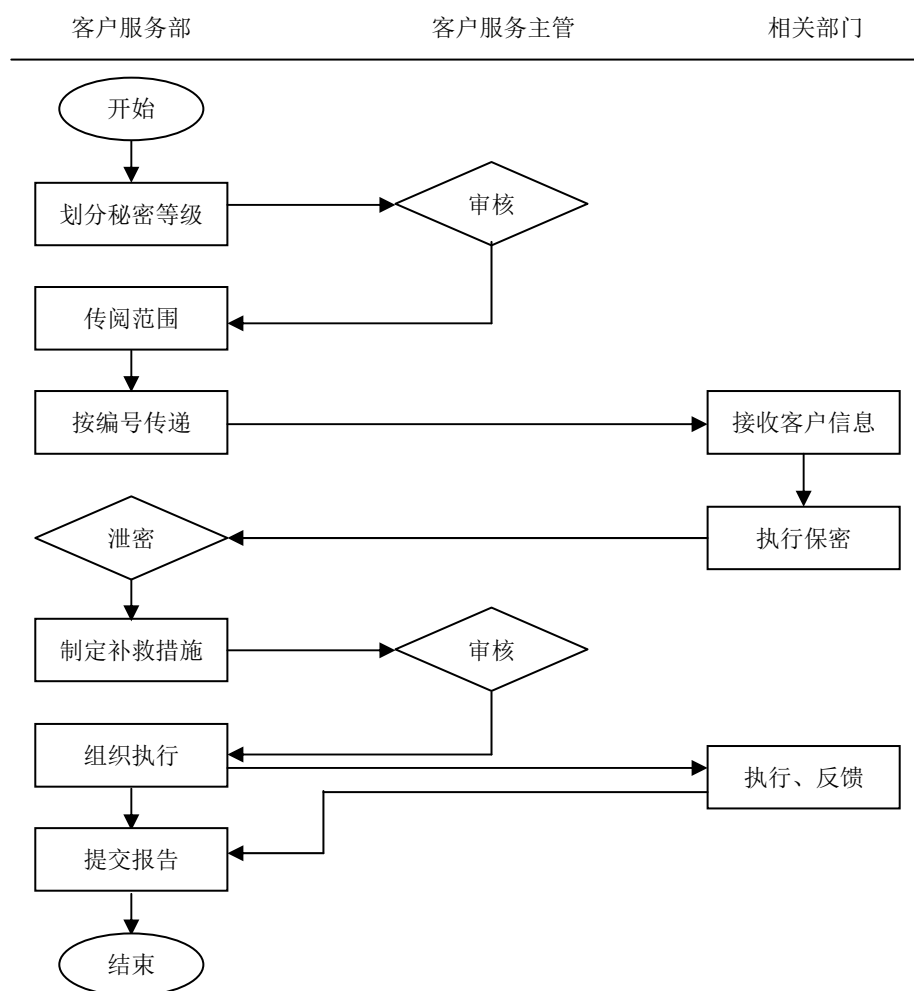 客户服务部
客户服务主管
相关部门
开始
划分秘密等级
审核
传阅范围
按编号传递
接收客户信息
执行保密
泄密
制定补救措施
审核
组织执行
执行、反馈
提交报告
结束